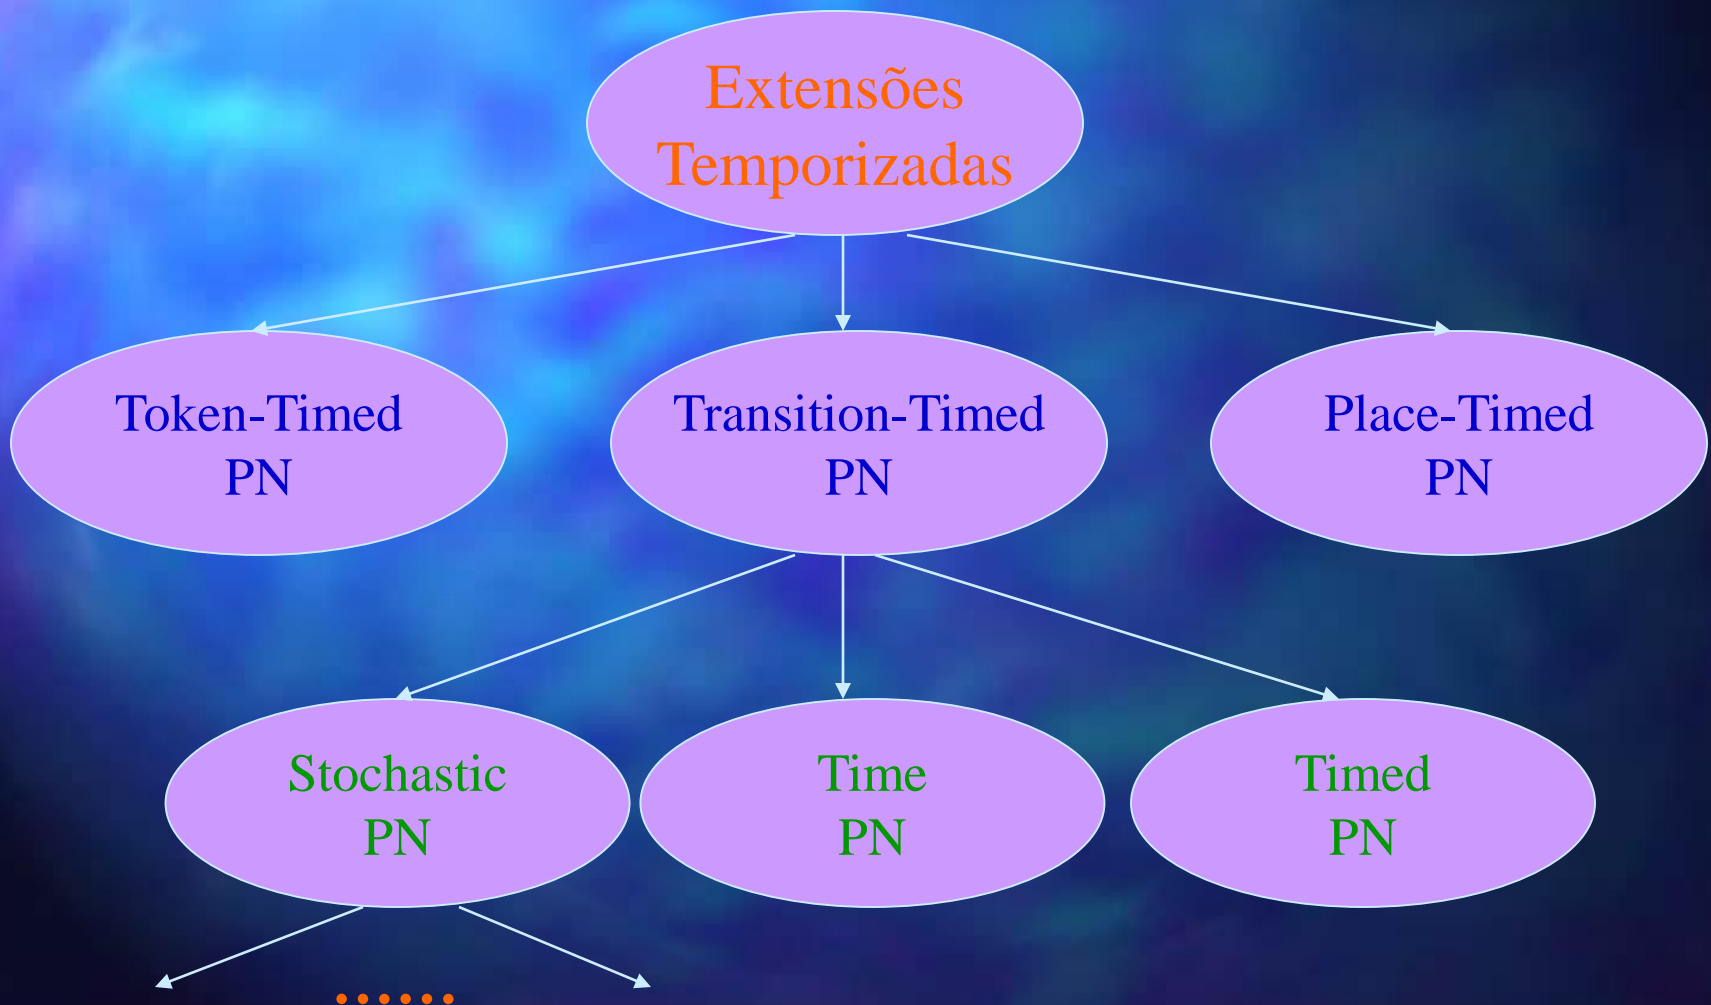 Extensões
Temporizadas
Token-Timed
PN
Transition-Timed
PN
Place-Timed
PN
Stochastic
PN
Time
PN
Timed
PN
......